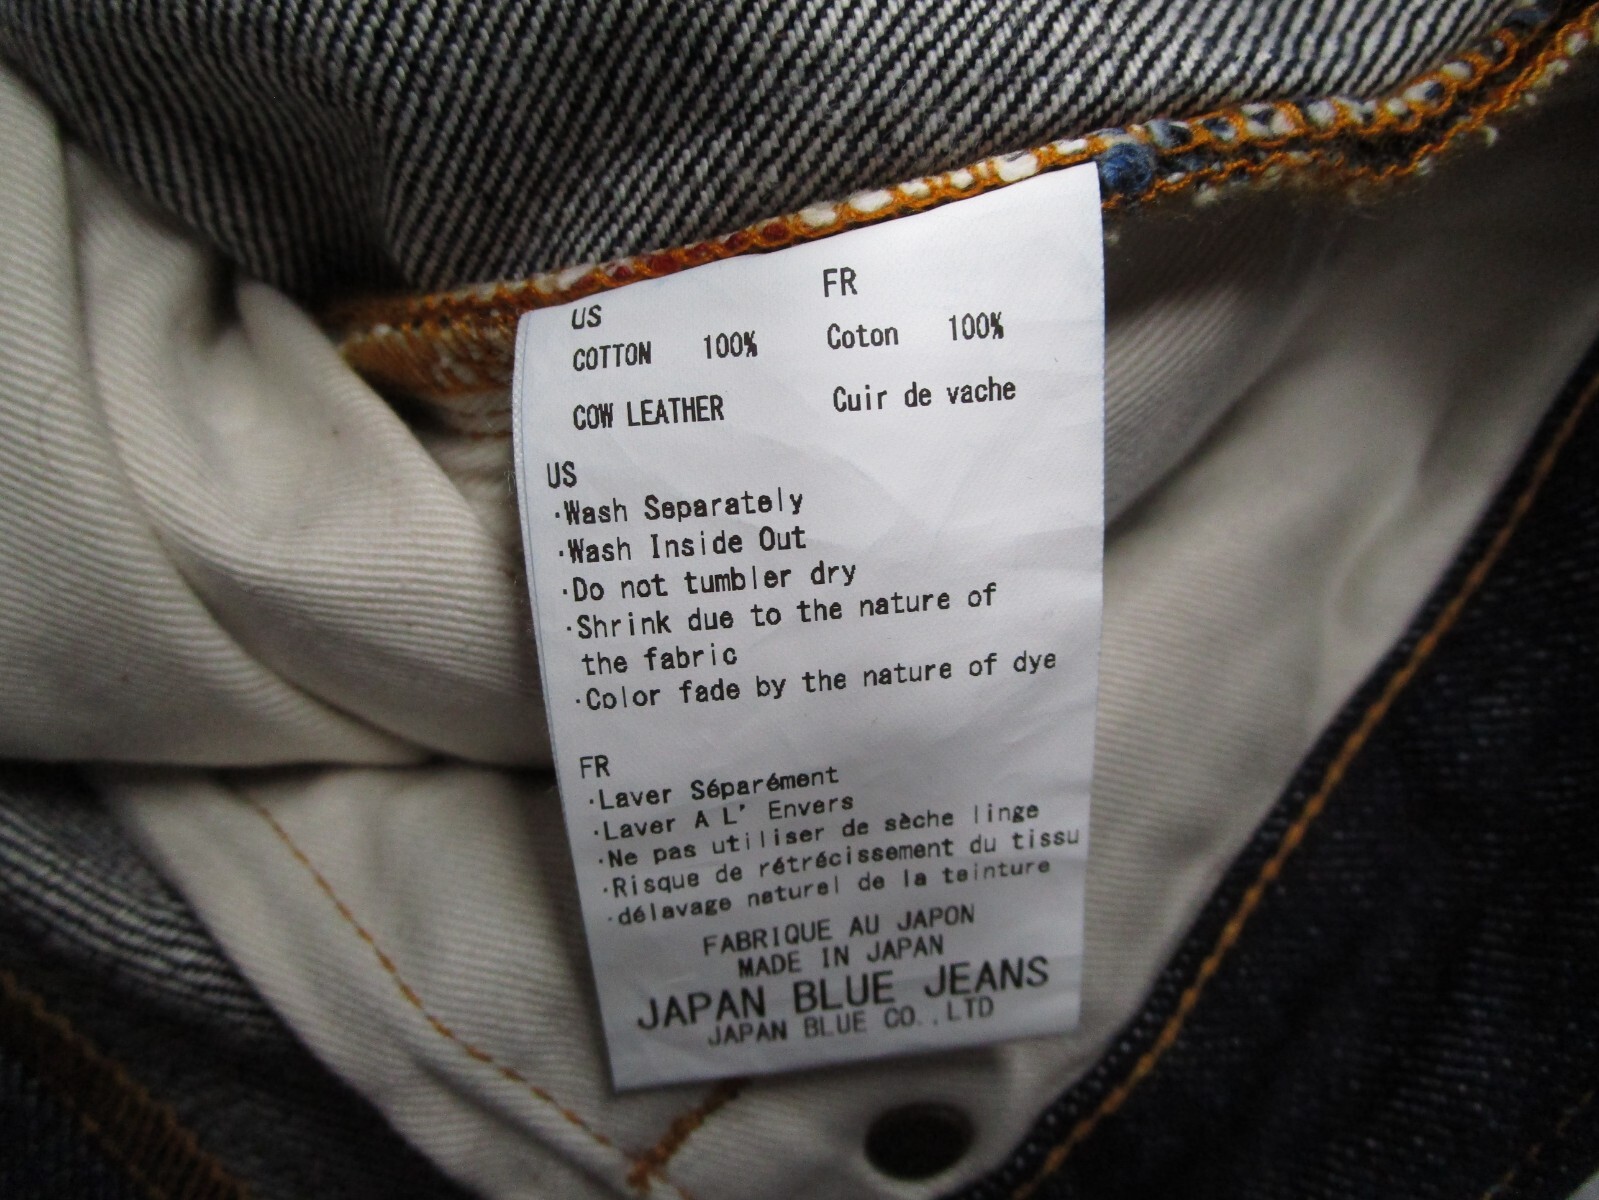 US
FR
COTTON 100% Coton 100%
COW LEATHER Cuir de vache
US
·Wash Separately
·Wash Inside Out
·Do not tumbler dry
·Shrink due to the nature of
the fabric
·Color fade by the nature of dye
FR
·Laver Séparément
·Laver A L' Envers
·Ne pas utiliser de sèche linge
·Risque de rétrécissement du tissu
·délavage naturel de la teinture
FABRIQUE AU JAPON
MADE IN JAPAN
JAPAN BLUE JEANS
JAPAN BLUE CO.,LTD